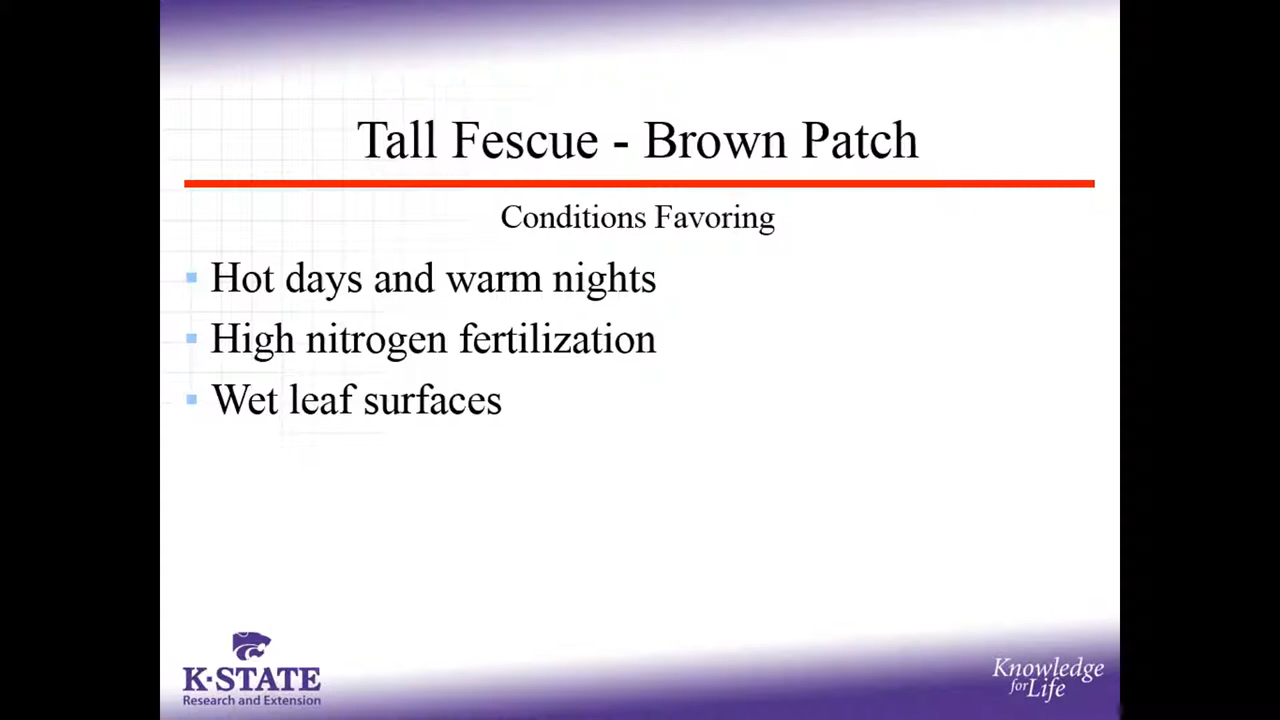 Tall Fescue - Brown Patch
Conditions Favoring
Hot days and warm nights
High nitrogen fertilization
Wet leaf surfaces
K-STATE
Research and Extension
Knowledge
for Life